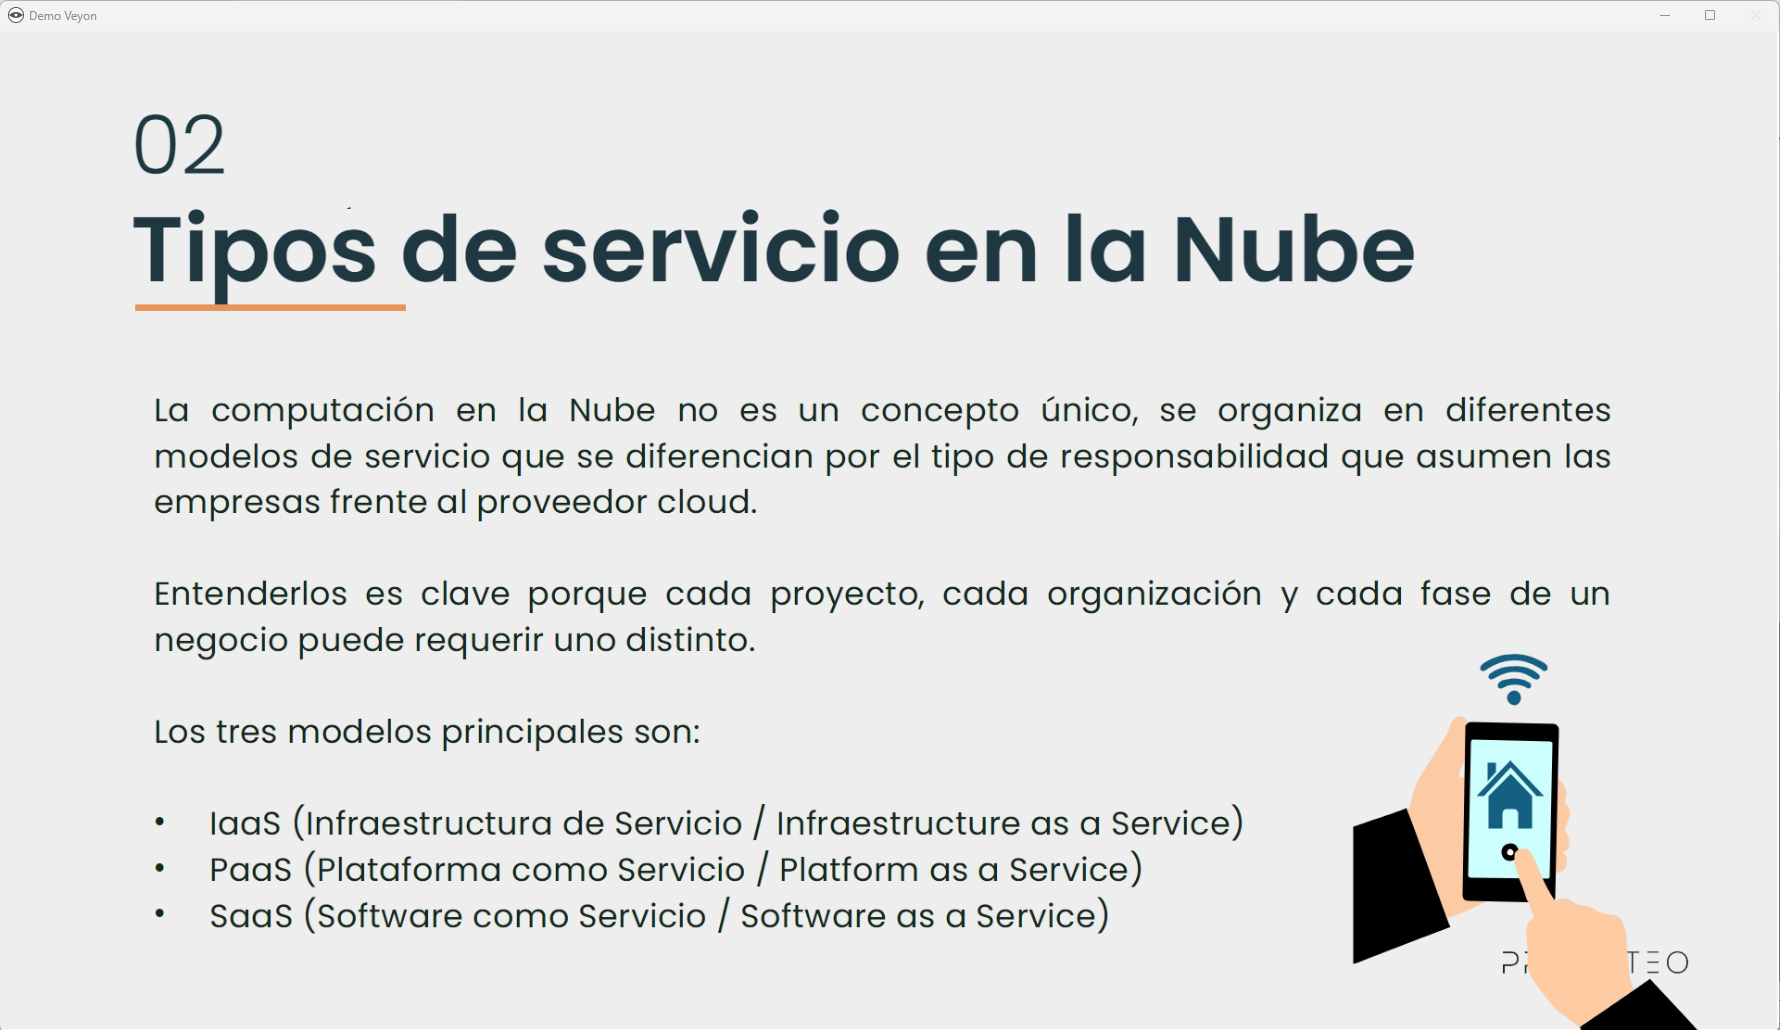 Demo Veyon
02
Tipos de servicio en la Nube
La computación en la Nube no es un concepto único, se organiza en diferentes
modelos de servicio que se diferencian por el tipo de responsabilidad que asumen las
empresas frente al proveedor cloud.
Entenderlos es clave porque cada proyecto, cada organización y cada fase de un
negocio puede requerir uno distinto.
Los tres modelos principales son:
• IaaS (Infraestructura de Servicio / Infraestructure as a Service)
• PaaS (Plataforma como Servicio / Platform as a Service)
• SaaS (Software como Servicio / Software as a Service)